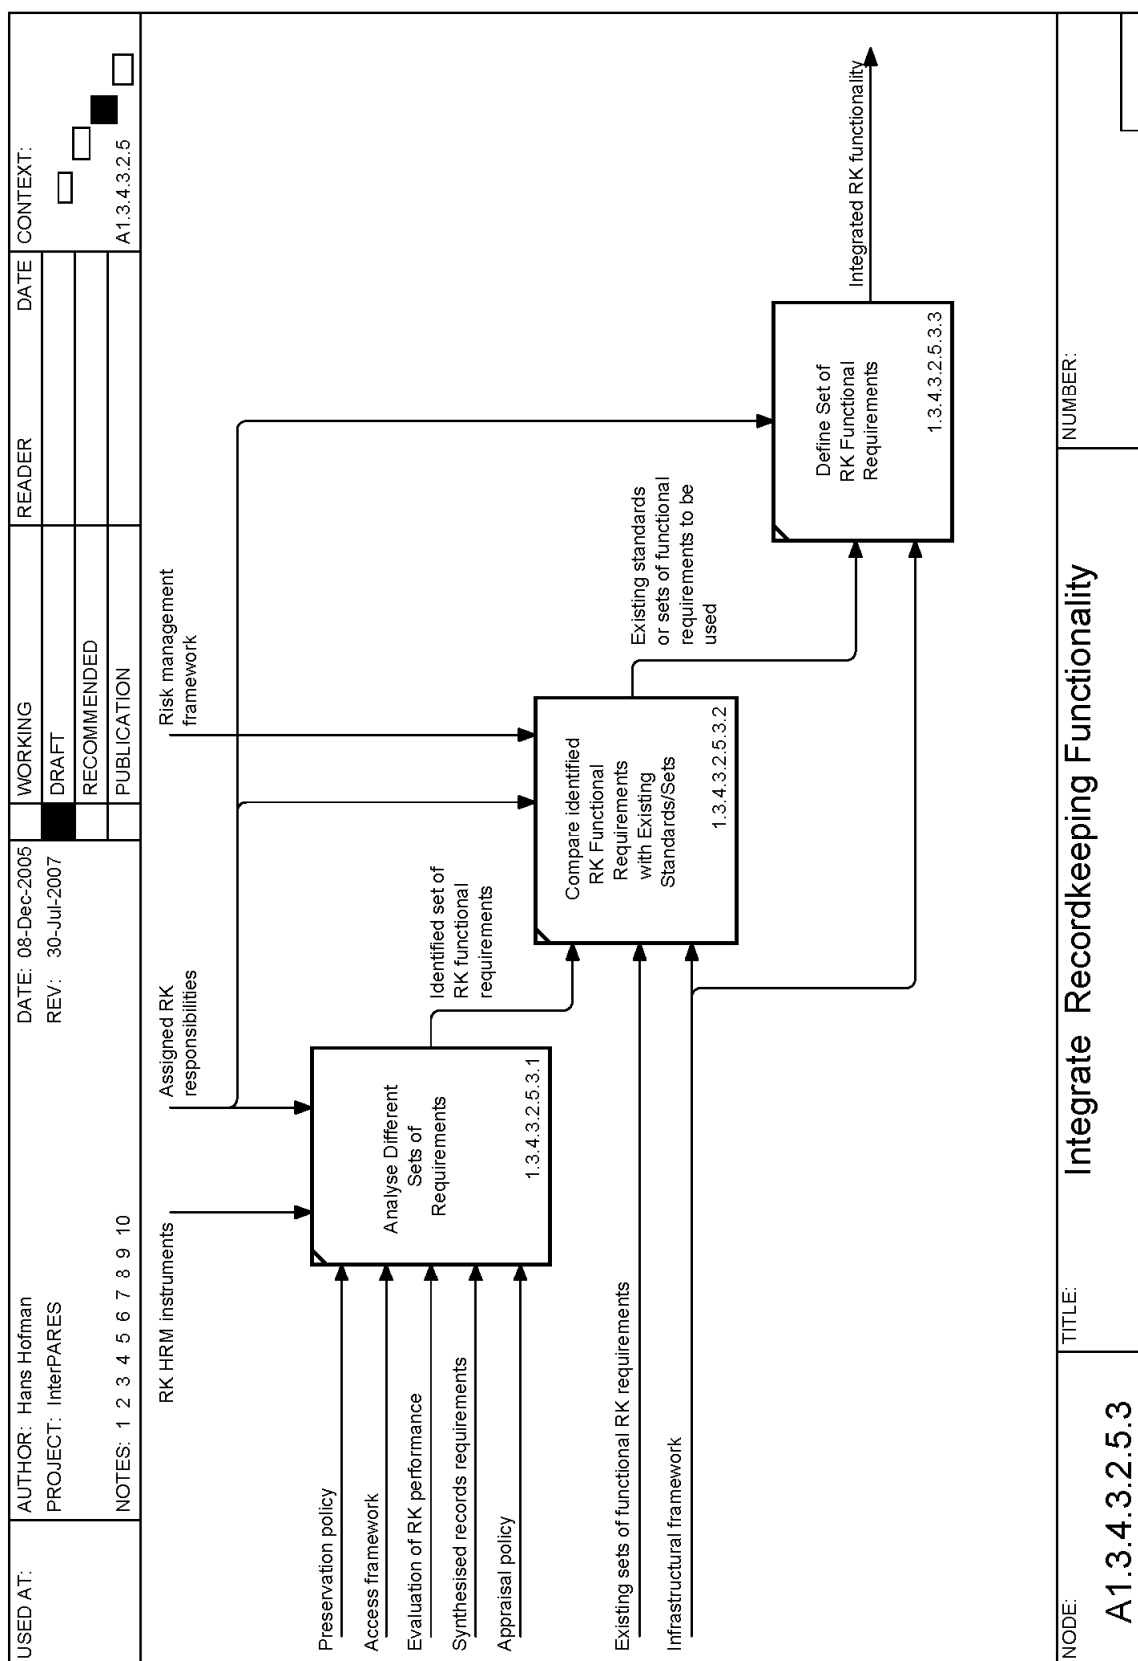 USED AT:
AUTHOR: Hans Hofman
PROJECT: InterPARES
NOTES: 1 2 3 4 5 6 7 8 9 10
DATE: 08-Dec-2005
REV: 30-Jul-2007
WORKING
DRAFT
RECOMMENDED
PUBLICATION
READER
DATE
CONTEXT:
A1.3.4.3.2.5
RK HRM instruments
Assigned RK
responsibilities
Risk management
framework
Preservation policy
Access framework
Evaluation of RK performance
Synthesised records requirements
Appraisal policy
Analyse Different
Sets of
Requirements
1.3.4.3.2.5.3.1
Identified set of
RK functional
requirements
Existing sets of functional RK requirements
Infrastructural framework
Compare identified
RK Functional
Requirements
with Existing
Standards/Sets
1.3.4.3.2.5.3.2
Existing standards
or sets of functional
requirements to be
used
Define Set of
RK Functional
Requirements
1.3.4.3.2.5.3.3
Integrated RK functionality
NODE:
A1.3.4.3.2.5.3
TITLE:
Integrate Recordkeeping Functionality
NUMBER: